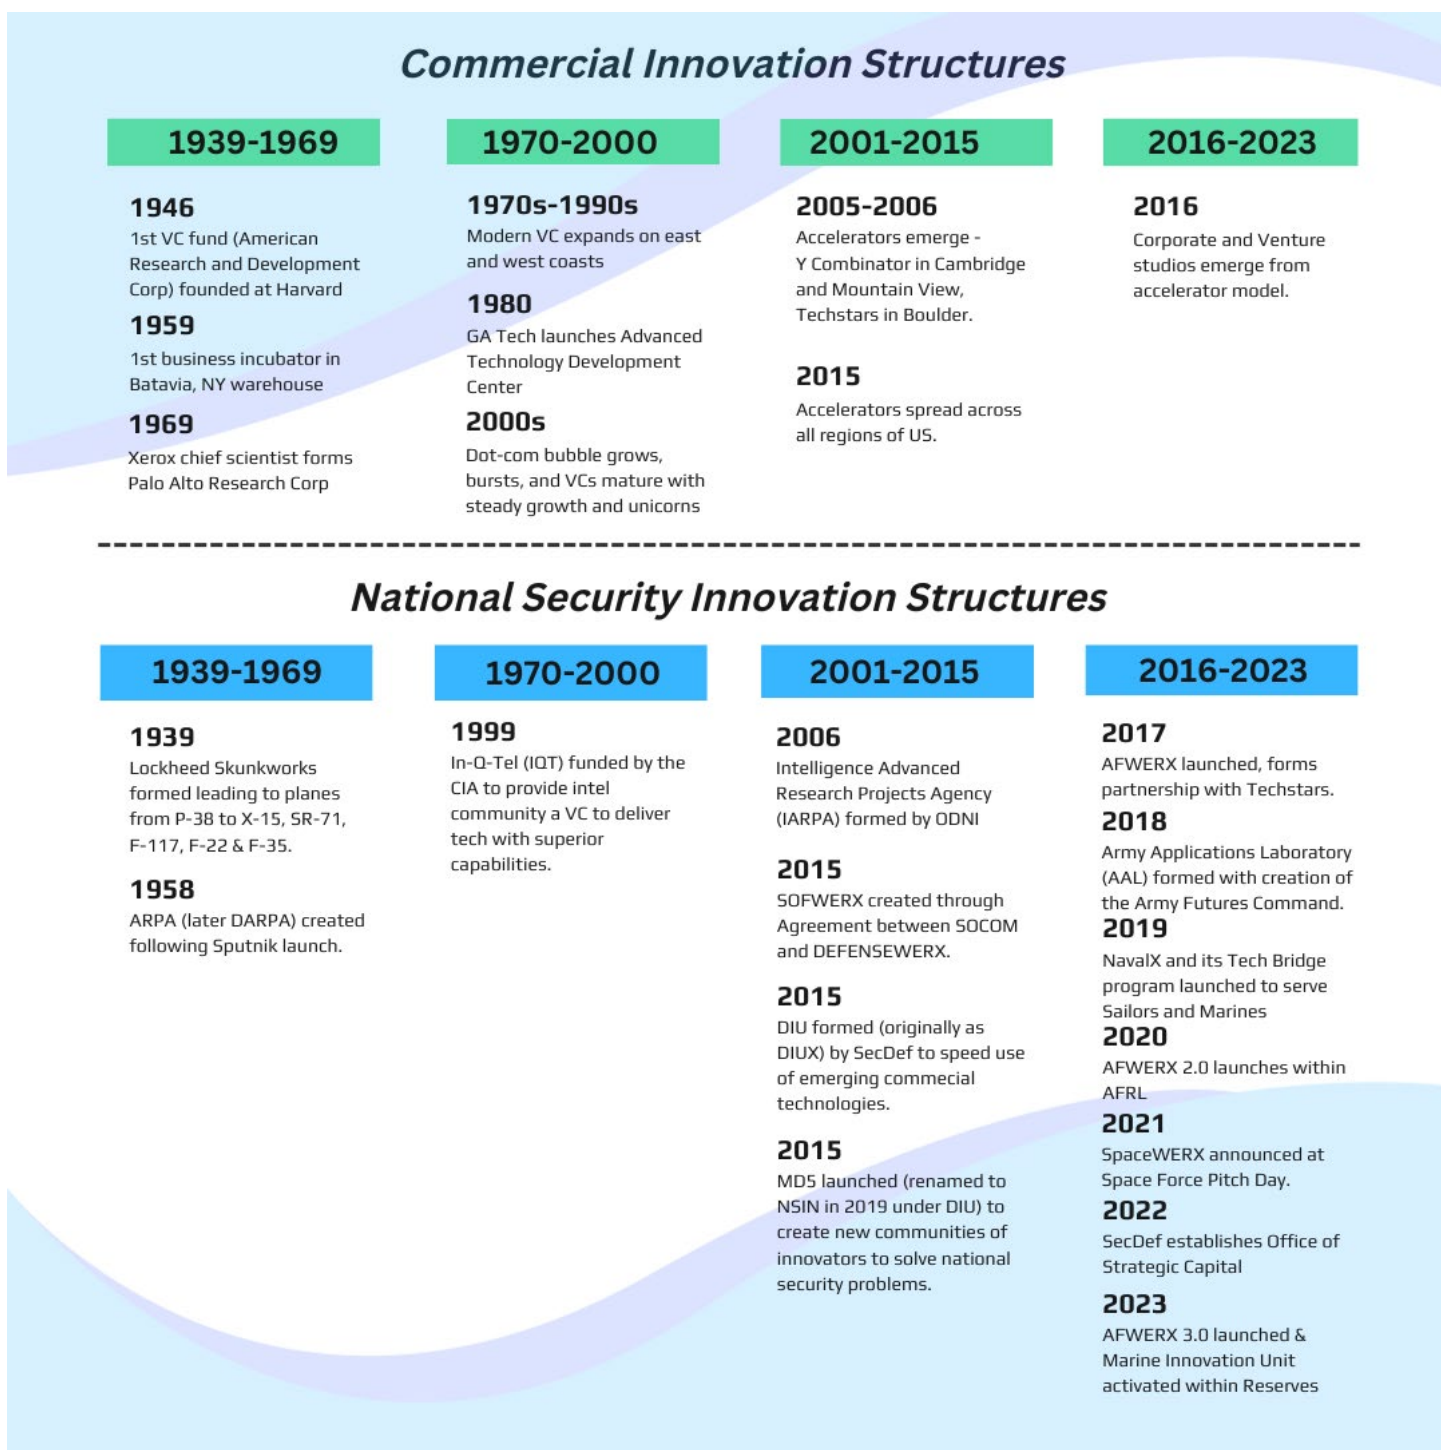 Commercial Innovation Structures
1939-1969
1946
1st VC fund (American
Research and Development
Corp) founded at Harvard
1959
1st business incubator in
Batavia, NY warehouse
1969
Xerox chief scientist forms
Palo Alto Research Corp
1970-2000
1970s-1990s
Modern VC expands on east
and west coasts
1980
GA Tech launches Advanced
Technology Development
Center
2000s
Dot-com bubble grows,
bursts, and VCs mature with
steady growth and unicorns
2001-2015
2005-2006
Accelerators emerge -
Y Combinator in Cambridge
and Mountain View,
Techstars in Boulder.
2015
Accelerators spread across
all regions of US.
2016-2023
2016
Corporate and Venture
studios emerge from
accelerator model.
National Security Innovation Structures
1939-1969
1939
Lockheed Skunkworks
formed leading to planes
from P-38 to X-15, SR-71,
F-117, F-22 & F-35.
1958
ARPA (later DARPA) created
following Sputnik launch.
1970-2000
1999
In-Q-Tel (IQT) funded by the
CIA to provide intel
community a VC to deliver
tech with superior
capabilities.
2001-2015
2006
Intelligence Advanced
Research Projects Agency
(IARPA) formed by ODNI
2015
SOFWERX created through
Agreement between SOCOM
and DEFENSEWERX.
2015
DIU formed (originally as
DIUX) by SecDef to speed use
of emerging commecial
technologies.
2015
MD5 launched (renamed to
NSIN in 2019 under DIU) to
create new communities of
innovators to solve national
security problems.
2016-2023
2017
AFWERX launched, forms
partnership with Techstars.
2018
Army Applications Laboratory
(AAL) formed with creation of
the Army Futures Command.
2019
NavalX and its Tech Bridge
program launched to serve
Sailors and Marines
2020
AFWERX 2.0 launches within
AFRL
2021
SpaceWERX announced at
Space Force Pitch Day.
2022
SecDef establishes Office of
Strategic Capital
2023
AFWERX 3.0 launched &
Marine Innovation Unit
activated within Reserves